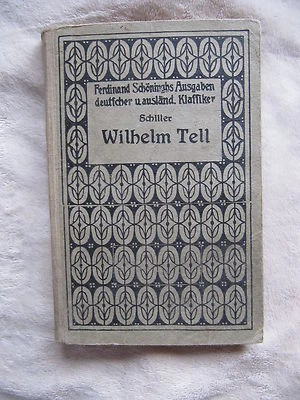 Ferdinand Schöninghs Ausgaben
deutscher u. ausländ. Klassiker
Schiller
Wilhelm Tell